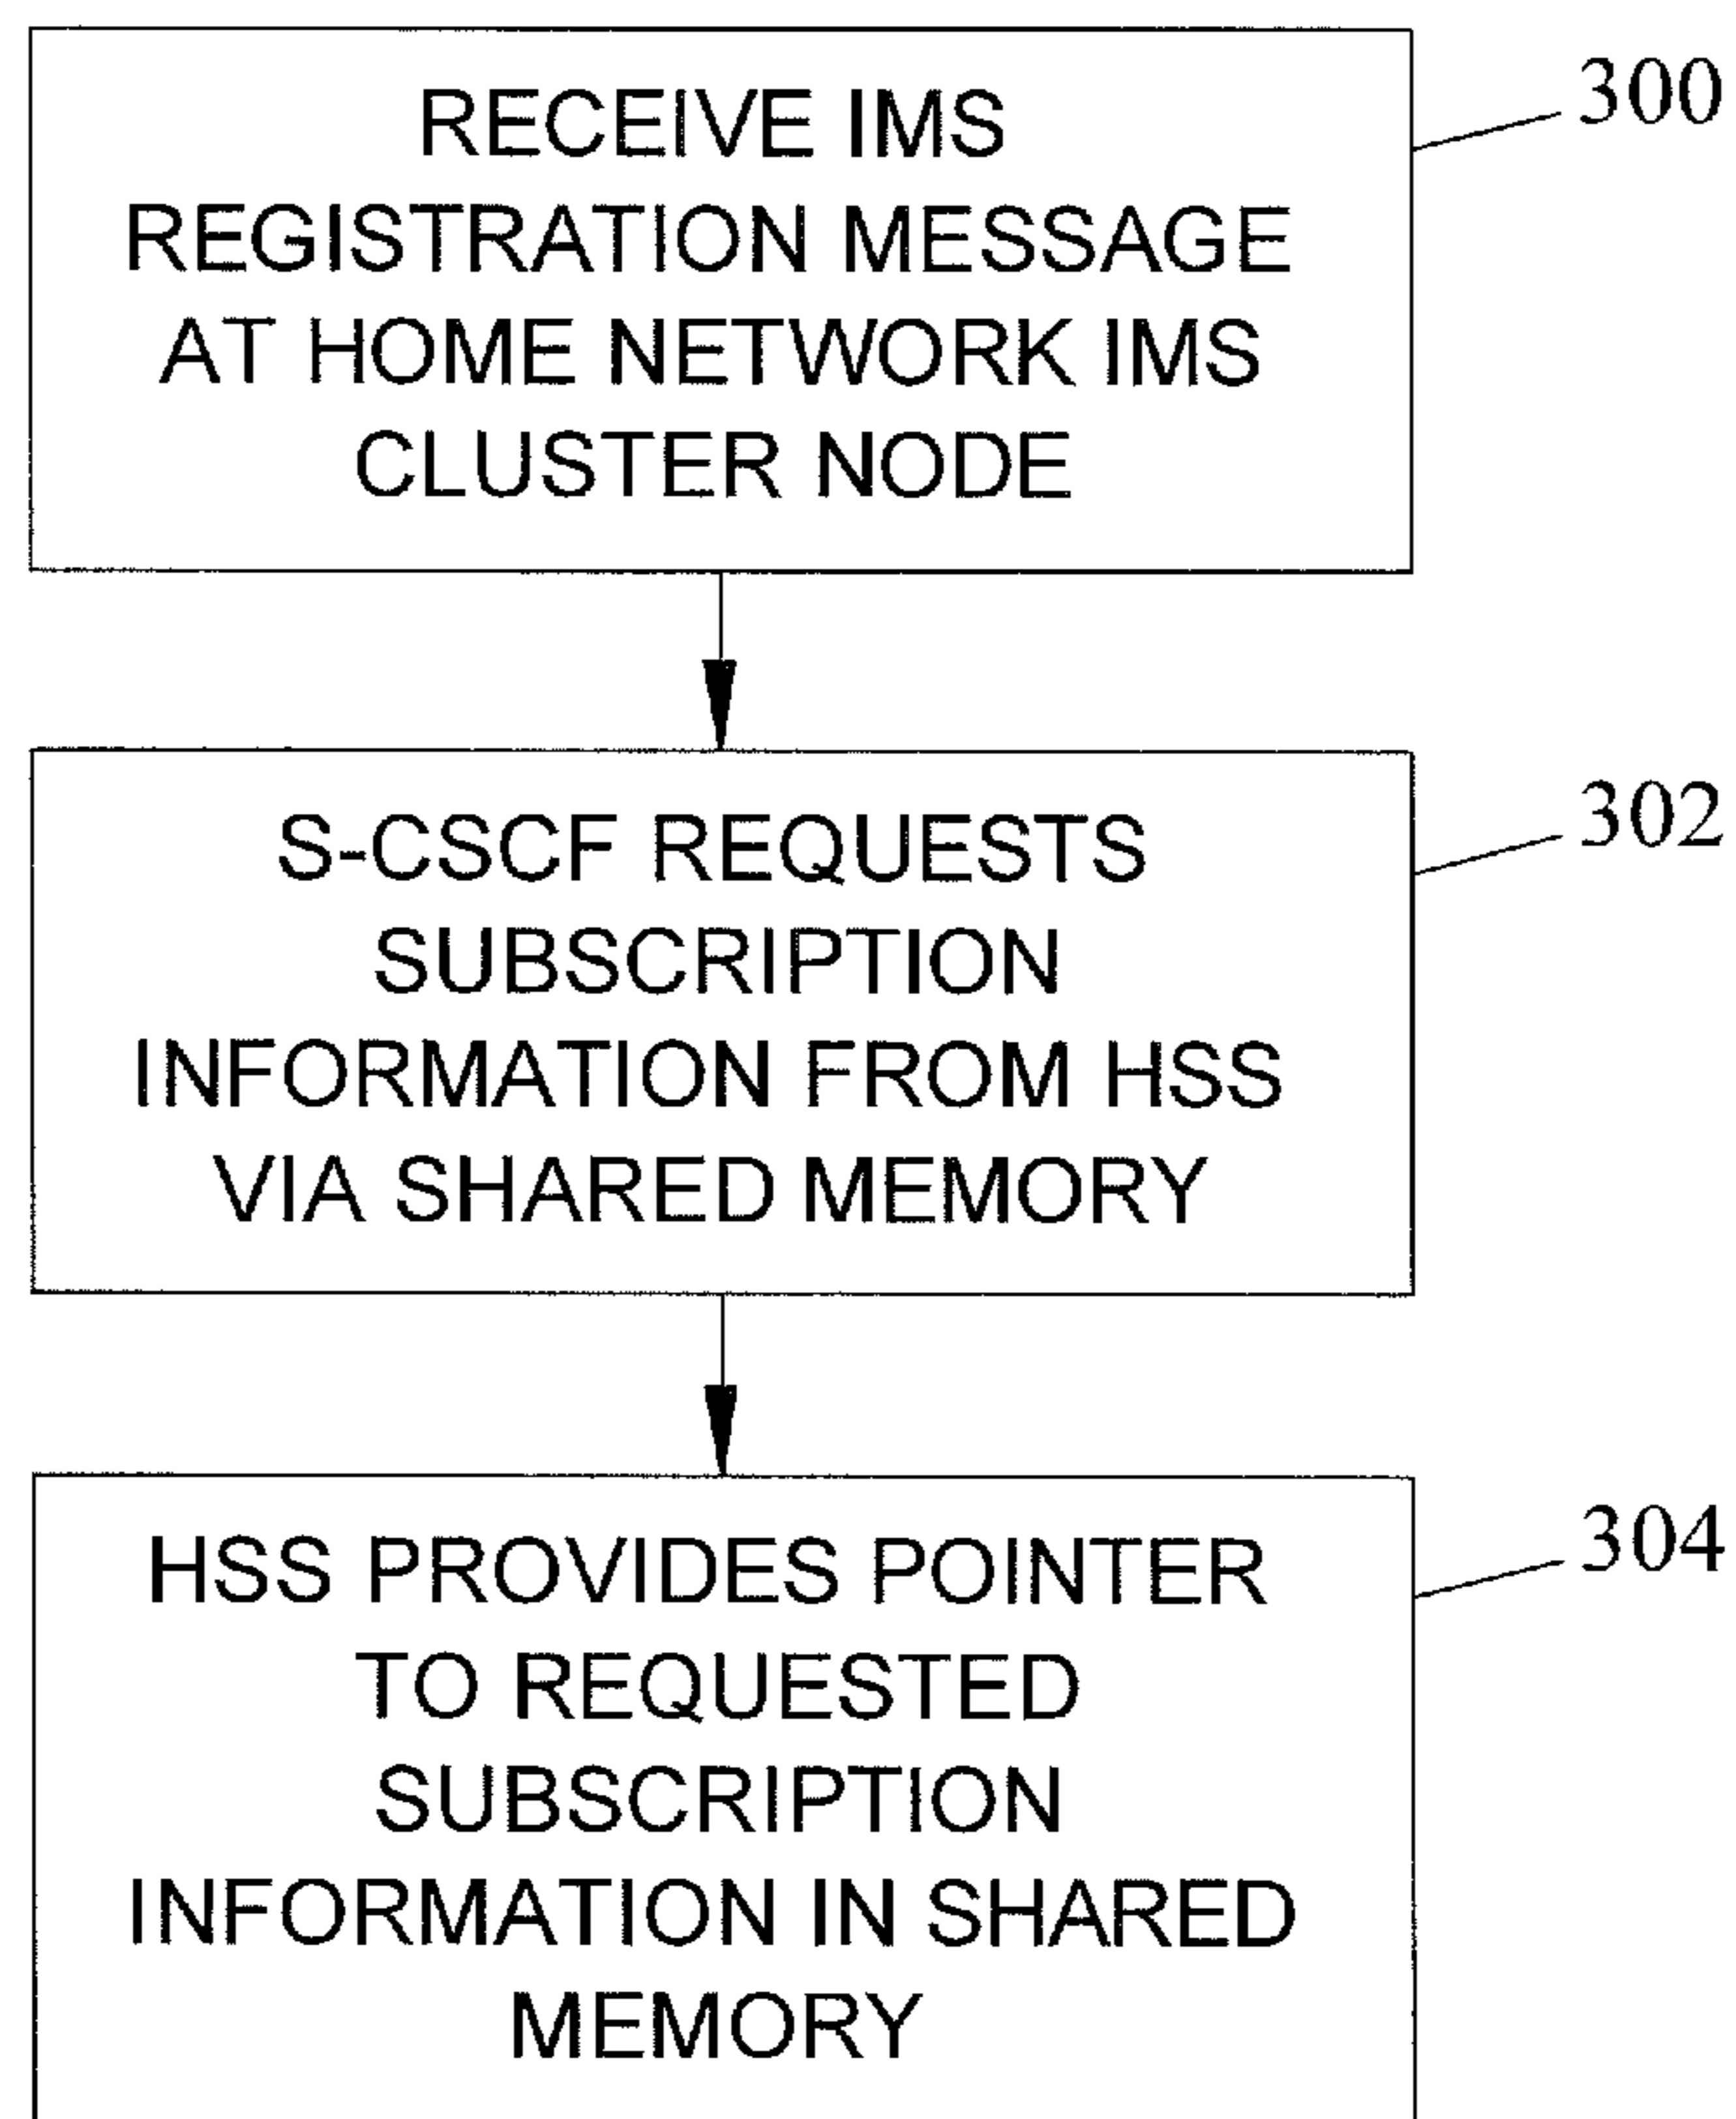 RECEIVE IMS
REGISTRATION MESSAGE
AT HOME NETWORK IMS
CLUSTER NODE
300
S-CSCF REQUESTS
SUBSCRIPTION
INFORMATION FROM HSS
VIA SHARED MEMORY
302
HSS PROVIDES POINTER
TO REQUESTED
SUBSCRIPTION
INFORMATION IN SHARED
MEMORY
304